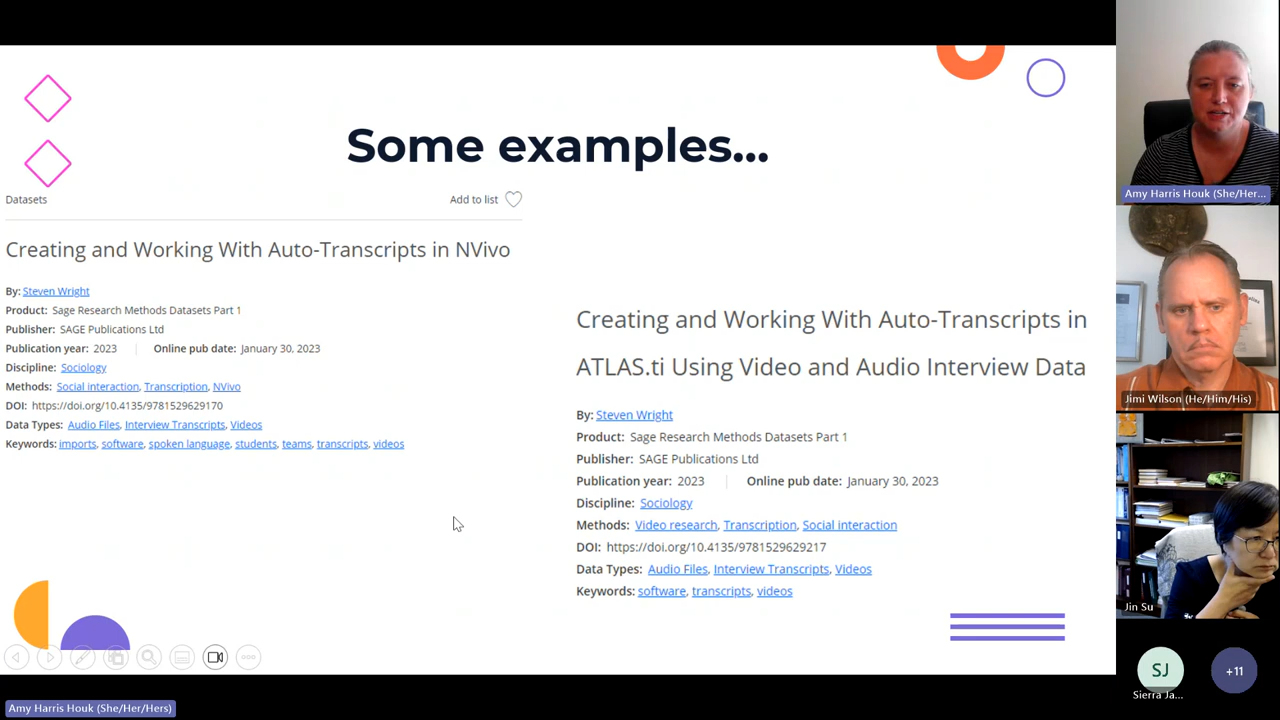 Some examples...
Datasets
Add to list
Creating and Working With Auto-Transcripts in NVivo
By: Steven Wright
Product: Sage Research Methods Datasets Part 1
Publisher: SAGE Publications Ltd
Publication year: 2023 | Online pub date: January 30, 2023
Discipline: Sociology
Methods: Social interaction, Transcription, NVivo
DOI: https://doi.org/10.4135/9781529629170
Data Types: Audio Files, Interview Transcripts, Videos
Keywords: imports, software, spoken language, students, teams, transcripts, videos
Creating and Working With Auto-Transcripts in
ATLAS.ti Using Video and Audio Interview Data
By: Steven Wright
Product: Sage Research Methods Datasets Part 1
Publisher: SAGE Publications Ltd
Publication year: 2023 | Online pub date: January 30, 2023
Discipline: Sociology
Methods: Video research, Transcription, Social interaction
DOI: https://doi.org/10.4135/9781529629217
Data Types: Audio Files, Interview Transcripts, Videos
Keywords: software, transcripts, videos
Amy Harris Houk (She/Her...
Jimi Wilson (He/Him/His)
Jin Su
SJ
Sierra Ja...
+11
Amy Harris Houk (She/Her/Hers)